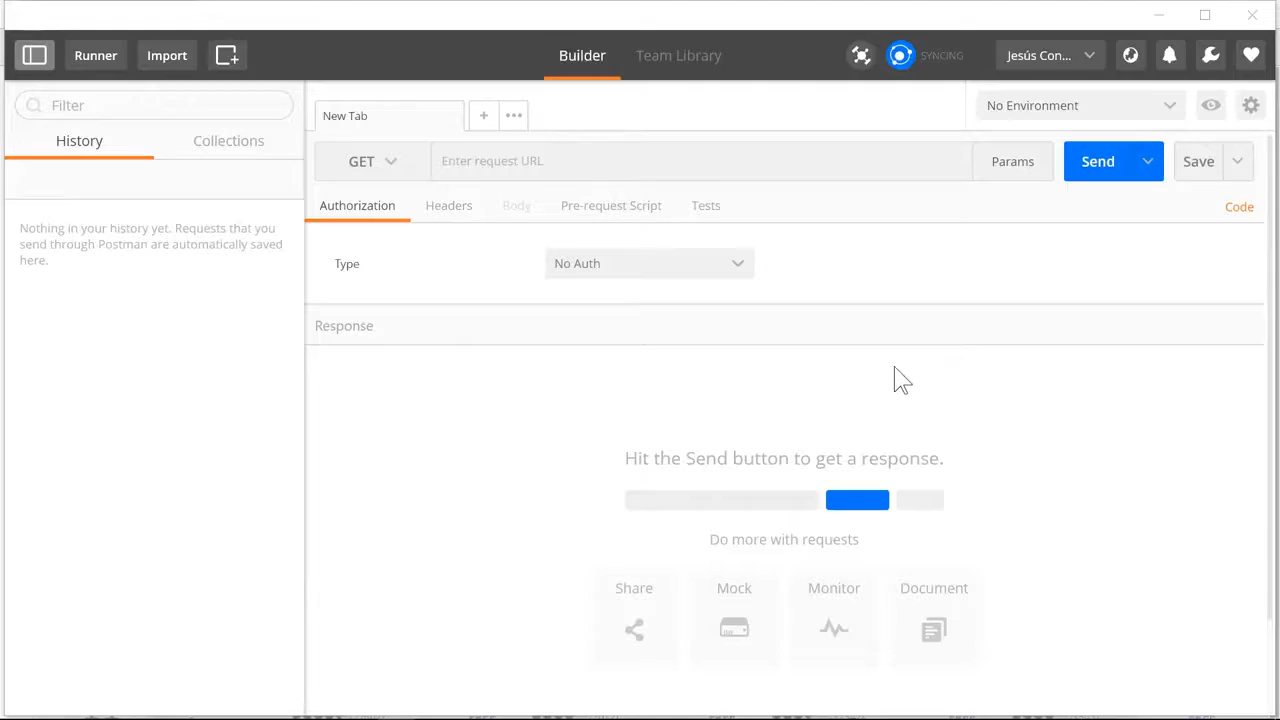 Runner
Import
Builder
Team Library
SYNCING
Jesús Con...
Filter
History
Collections
Nothing in your history yet. Requests that you
send through Postman are automatically saved
here.
New Tab
No Environment
GET
Enter request URL
Params
Send
Save
Authorization
Headers
Body
Pre-request Script
Tests
Code
Type
No Auth
Response
Hit the Send button to get a response.
Do more with requests
Share
Mock
Monitor
Document